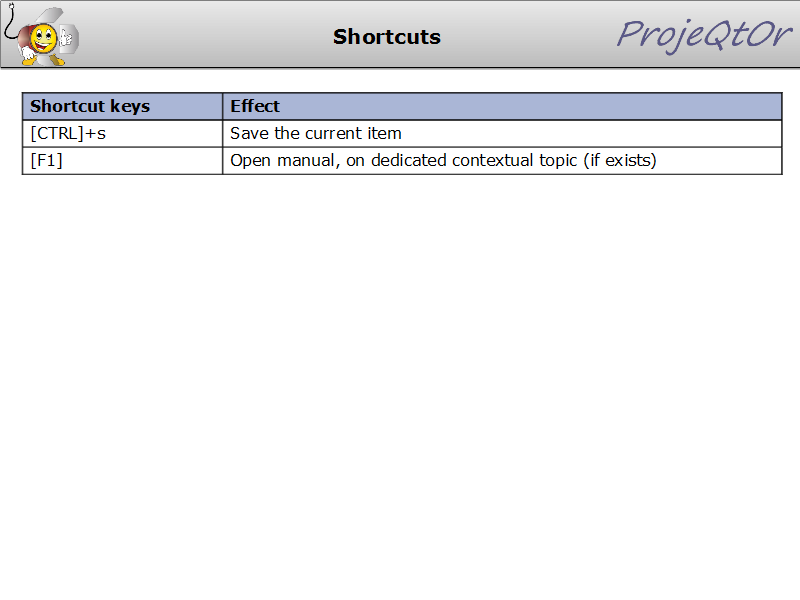 Shortcuts
ProjeQtOr
Shortcut keys Effect
[CTRL]+s Save the current item
[F1] Open manual, on dedicated contextual topic (if exists)